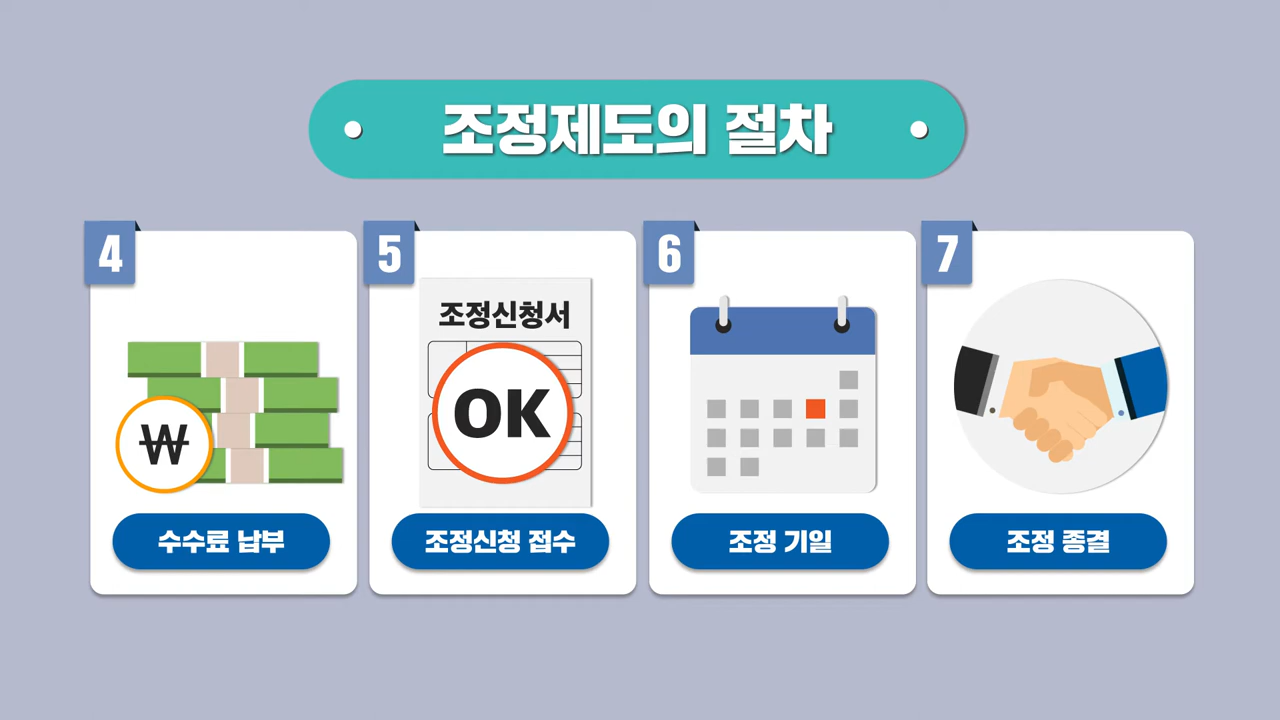 조정제도의 절차
4
₩
수수료 납부
5
조정신청서
OK
조정신청 접수
6
조정 기일
7
조정 종결